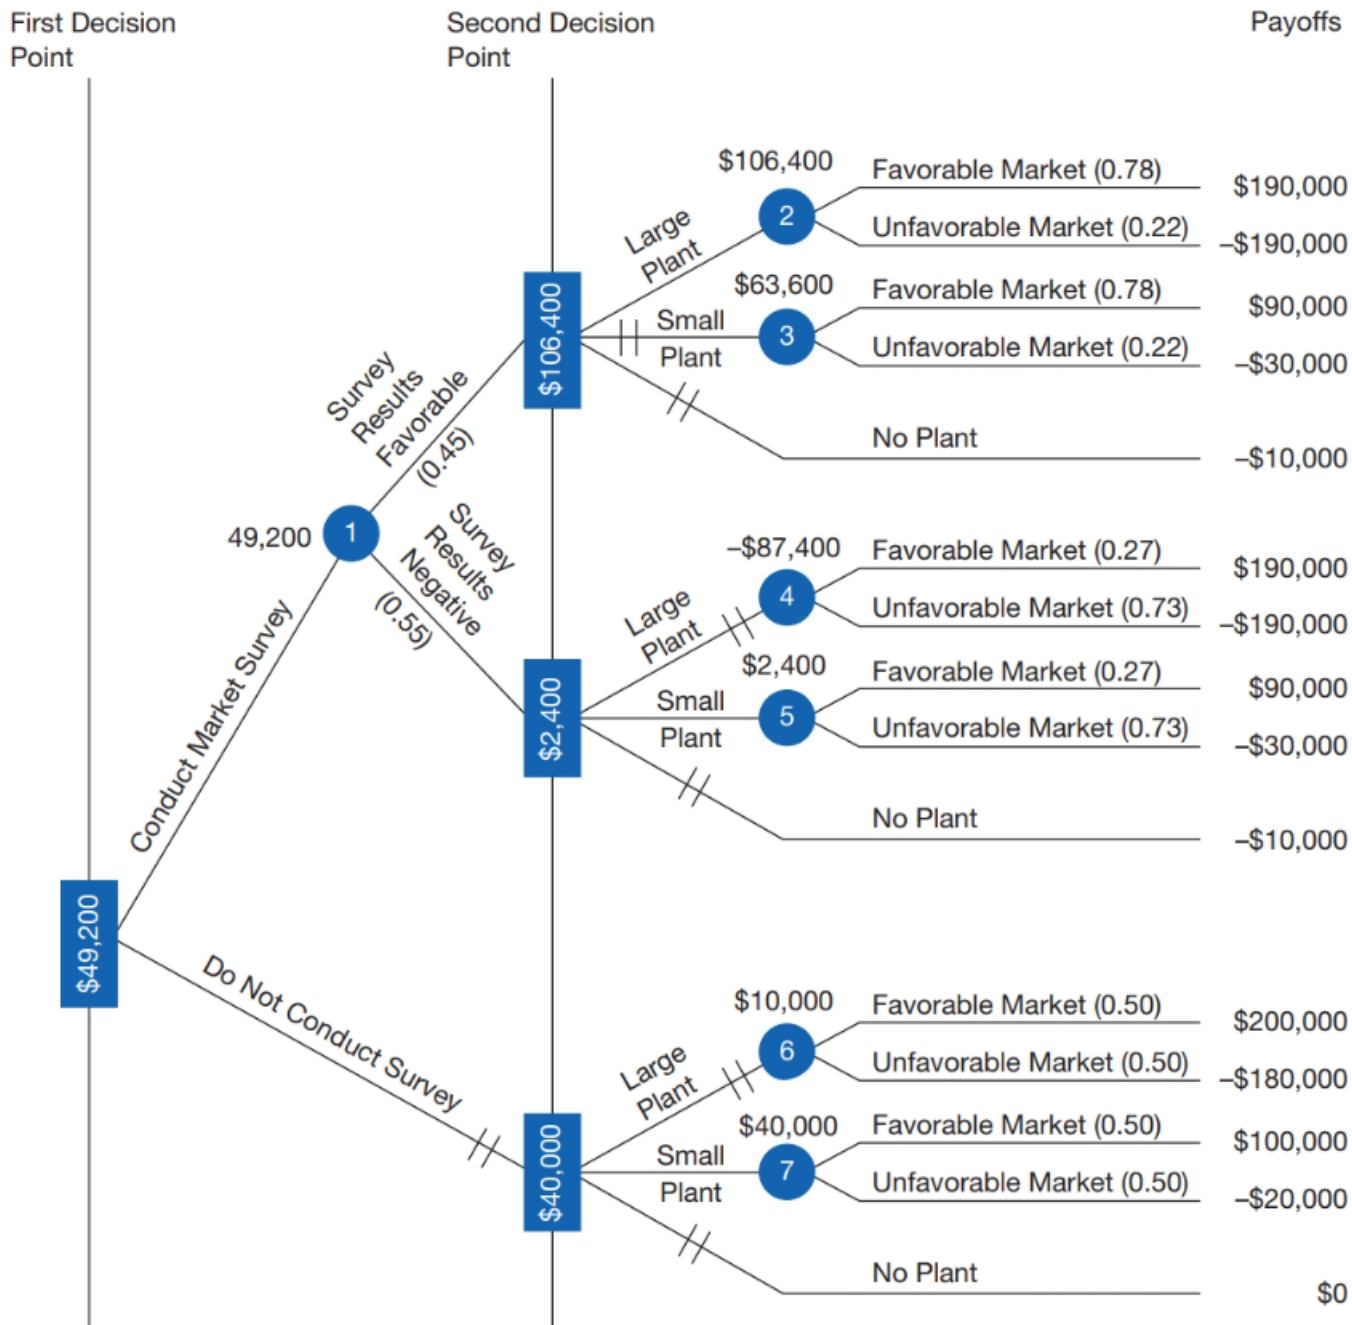 First Decision
Point
Second Decision
Point
Payoffs
$106,400
Favorable Market (0.78)
$190,000
2
Large
Plant
Unfavorable Market (0.22)
–$190,000
$63,600
Favorable Market (0.78)
$90,000
$106,400
Small
Plant
3
Unfavorable Market (0.22)
–$30,000
Survey
Results
Favorable
(0.45)
No Plant
–$10,000
49,200
1
Survey
Results
Negative
(0.55)
–$87,400
Favorable Market (0.27)
$190,000
4
Large
Plant
Unfavorable Market (0.73)
–$190,000
$2,400
Favorable Market (0.27)
$90,000
$2,400
Small
Plant
5
Unfavorable Market (0.73)
–$30,000
Conduct Market Survey
No Plant
–$10,000
$49,200
Do Not Conduct Survey
$10,000
Favorable Market (0.50)
$200,000
6
Large
Plant
Unfavorable Market (0.50)
–$180,000
$40,000
Favorable Market (0.50)
$100,000
$40,000
Small
Plant
7
Unfavorable Market (0.50)
–$20,000
No Plant
$0